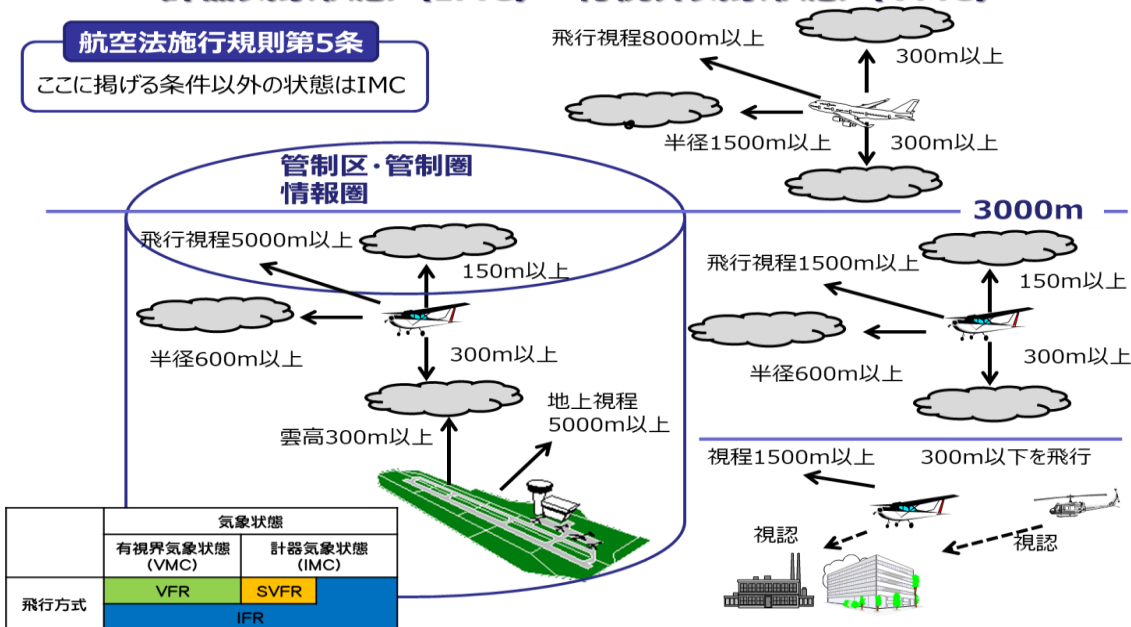 航空法施行規則第5条
ここに掲げる条件以外の状態はIMC
飛行視程8000m以上
300m以上
半径1500m以上
300m以上
管制区・管制圏
情報圏
3000m
飛行視程5000m以上
150m以上
半径600m以上
300m以上
雲高300m以上
地上視程
5000m以上
飛行視程1500m以上
150m以上
半径600m以上
300m以上
視程1500m以上
300m以下を飛行
視認
視認
気象状態
有視界気象状態
(VMC)
計器気象状態
(IMC)
飛行方式
VFR
SVFR
IFR